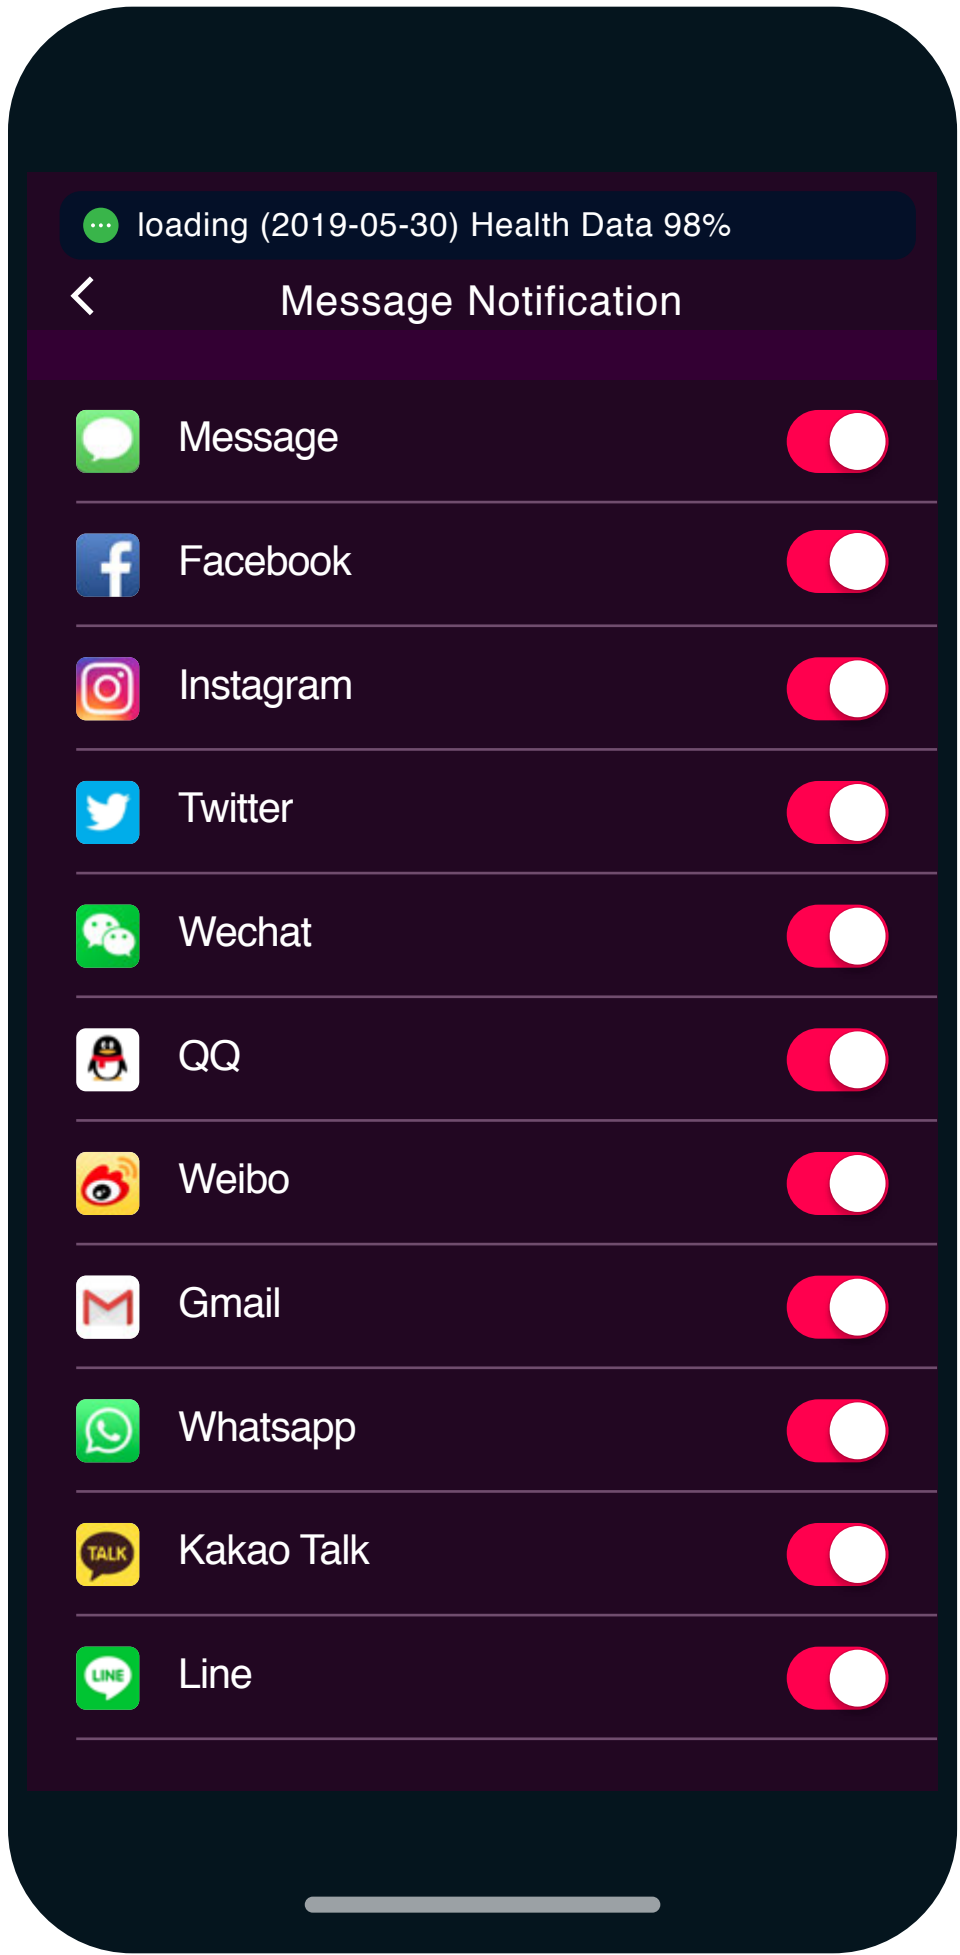 loading (2019-05-30) Health Data 98%
Message Notification
Message
Facebook
Instagram
Twitter
Wechat
QQ
Weibo
Gmail
Whatsapp
TALK
Kakao Talk
LINE
Line